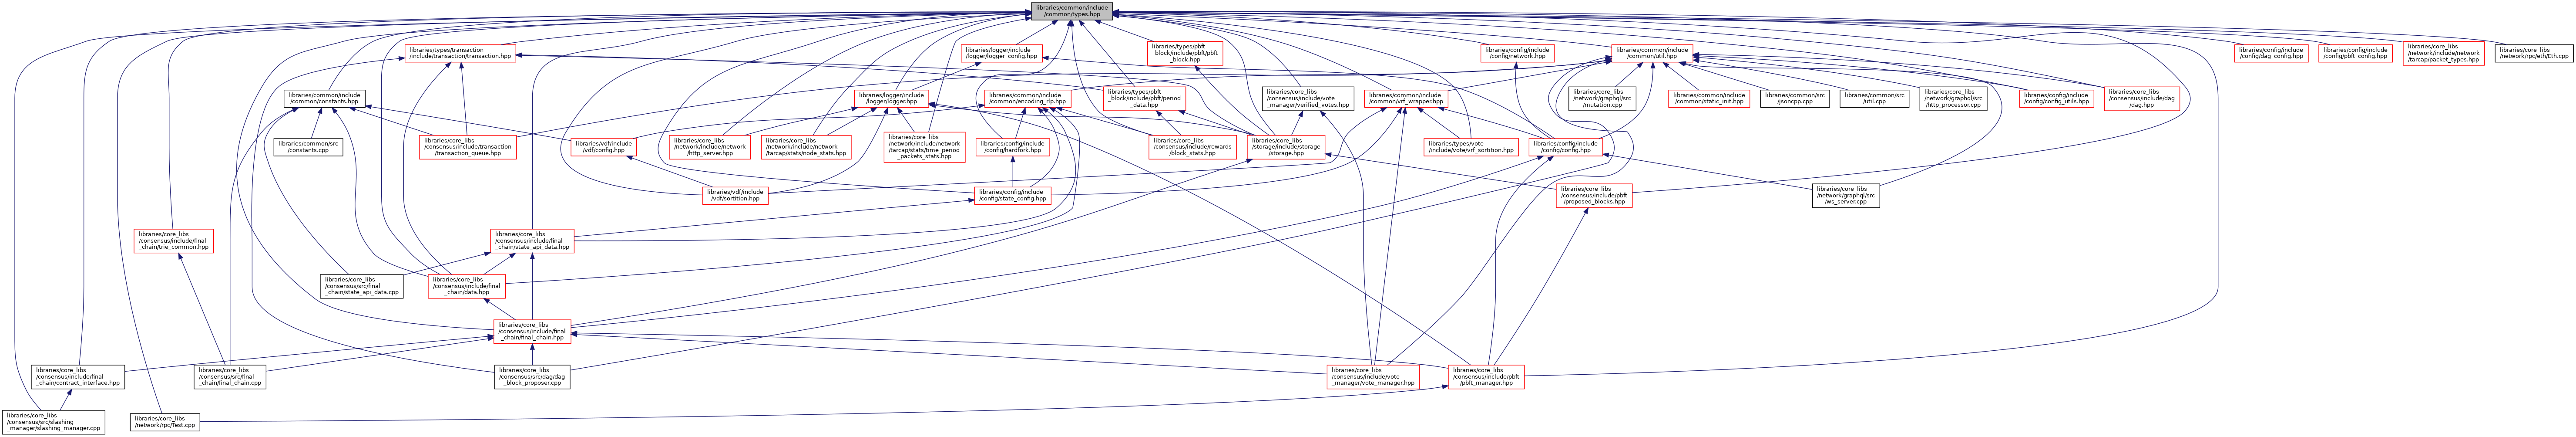 libraries/common/include
/common/types.hpp
libraries/types/transaction
/include/transaction/transaction.hpp
libraries/logger/include
/logger/logger_config.hpp
libraries/types/pbft
_block/include/pbft/pbft
_block.hpp
libraries/config/include
/config/network.hpp
libraries/common/include
/common/util.hpp
libraries/config/include
/config/dag_config.hpp
libraries/config/include
/config/pbft_config.hpp
libraries/core_libs
/network/include/network
/tarcap/packet_types.hpp
libraries/core_libs
/network/rpc/eth/Eth.cpp
libraries/common/include
/common/constants.hpp
libraries/logger/include
/logger/logger.hpp
libraries/common/include
/common/encoding_rlp.hpp
libraries/types/pbft
_block/include/pbft/period
_data.hpp
libraries/core_libs
/consensus/include/vote
_manager/verified_votes.hpp
libraries/common/include
/common/vrf_wrapper.hpp
libraries/core_libs
/network/graphql/src
/mutation.cpp
libraries/common/include
/common/static_init.hpp
libraries/common/src
/jsoncpp.cpp
libraries/common/src
/util.cpp
libraries/core_libs
/network/graphql/src
/http_processor.cpp
libraries/config/include
/config/config_utils.hpp
libraries/core_libs
/consensus/include/dag
/dag.hpp
libraries/common/src
/constants.cpp
libraries/core_libs
/consensus/include/transaction
/transaction_queue.hpp
libraries/vdf/include
/vdf/config.hpp
libraries/core_libs
/network/include/network
/http_server.hpp
libraries/core_libs
/network/include/network
/tarcap/stats/node_stats.hpp
libraries/core_libs
/network/include/network
/tarcap/stats/time_period
_packets_stats.hpp
libraries/config/include
/config/hardfork.hpp
libraries/core_libs
/consensus/include/rewards
/block_stats.hpp
libraries/core_libs
/storage/include/storage
/storage.hpp
libraries/types/vote
/include/vote/vrf_sortition.hpp
libraries/config/include
/config/config.hpp
libraries/vdf/include
/vdf/sortition.hpp
libraries/config/include
/config/state_config.hpp
libraries/core_libs
/consensus/include/pbft
/proposed_blocks.hpp
libraries/core_libs
/network/graphql/src
/ws_server.cpp
libraries/core_libs
/consensus/include/final
_chain/trie_common.hpp
libraries/core_libs
/consensus/include/final
_chain/state_api_data.hpp
libraries/core_libs
/consensus/src/final
_chain/state_api_data.cpp
libraries/core_libs
/consensus/include/final
_chain/data.hpp
libraries/core_libs
/consensus/include/final
_chain/final_chain.hpp
libraries/core_libs
/consensus/include/final
_chain/contract_interface.hpp
libraries/core_libs
/consensus/src/final
_chain/final_chain.cpp
libraries/core_libs
/consensus/src/dag/dag
_block_proposer.cpp
libraries/core_libs
/consensus/include/vote
_manager/vote_manager.hpp
libraries/core_libs
/consensus/include/pbft
/pbft_manager.hpp
libraries/core_libs
/consensus/src/slashing
_manager/slashing_manager.cpp
libraries/core_libs
/network/rpc/Test.cpp